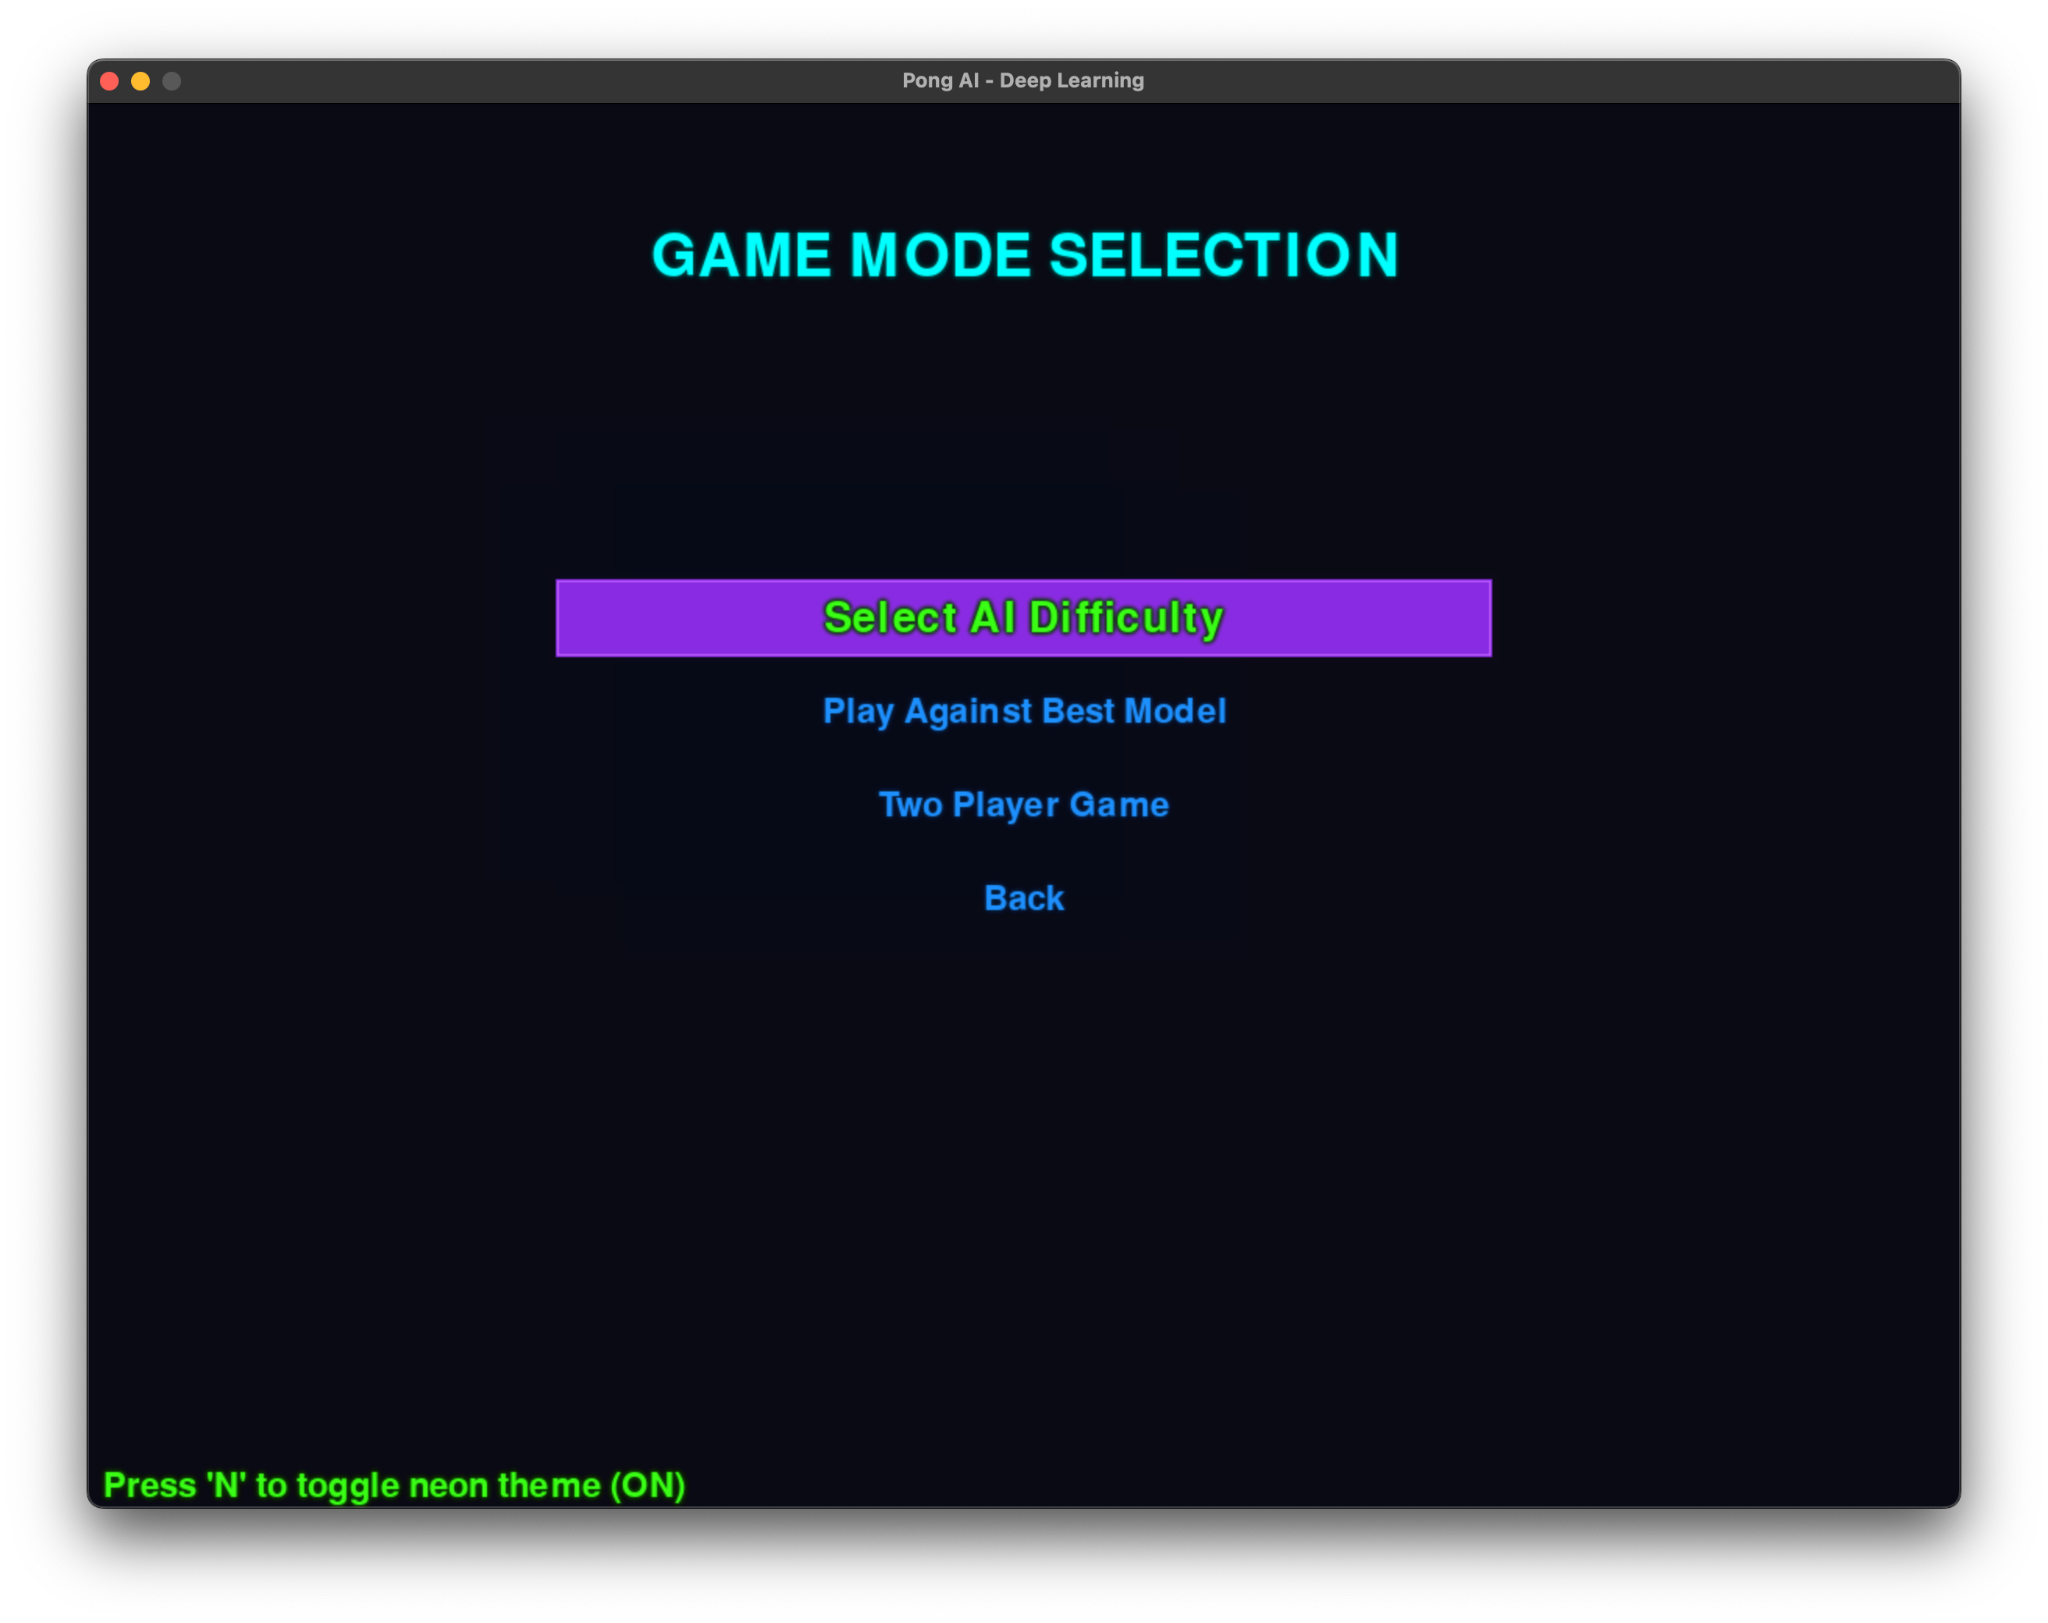 Pong AI - Deep Learning
GAME MODE SELECTION
Select AI Difficulty
Play Against Best Model
Two Player Game
Back
Press 'N' to toggle neon theme (ON)